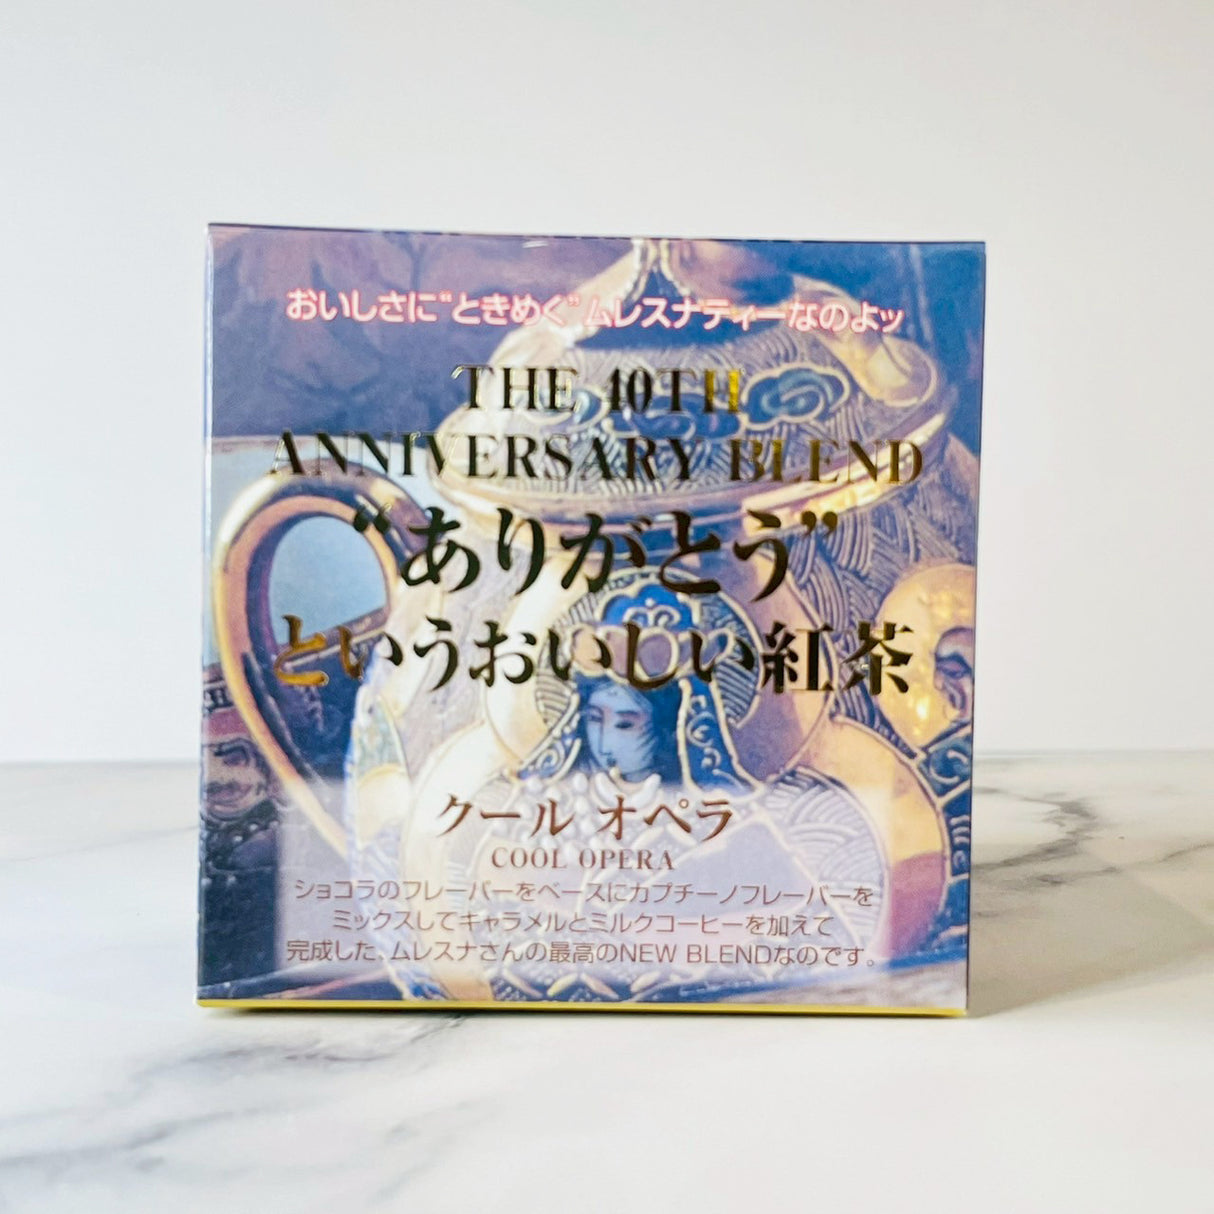 おいしさに"ときめく"ムレスナティーなのよッ
THE 40TH
ANNIVERSARY BLEND
"ありがとう"
というおいしい紅茶
クール オペラ
COOL OPERA
ショコラのフレーバーをベースにカプチーノフレーバーを
ミックスしてキャラメルとミルクコーヒーを加えて
完成した、ムレスナさんの最高のNEW BLENDなのです。